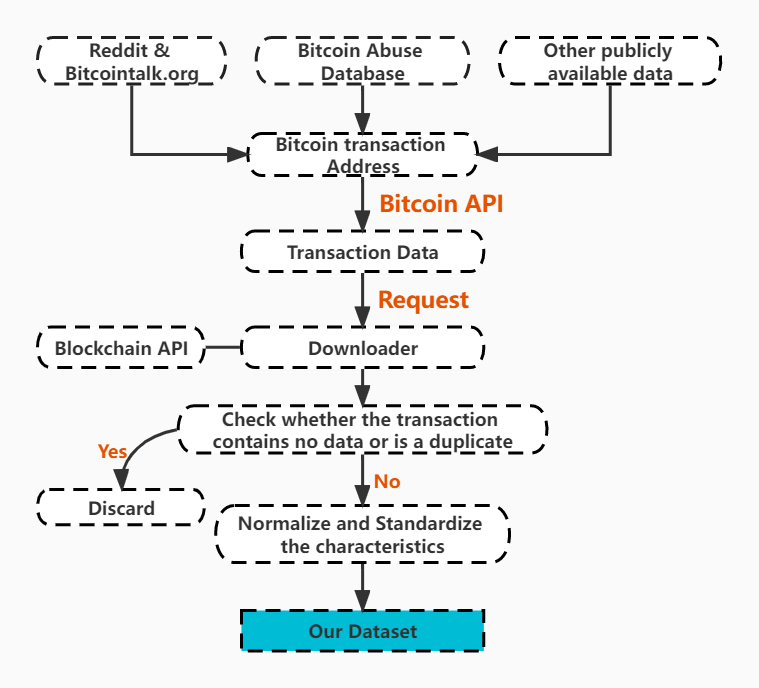 Reddit &
Bitcointalk.org
Bitcoin Abuse
Database
Other publicly
available data
Bitcoin transaction
Address
Bitcoin API
Transaction Data
Request
Blockchain API
Downloader
Check whether the transaction
contains no data or is a duplicate
Yes
No
Discard
Normalize and Standardize
the characteristics
Our Dataset